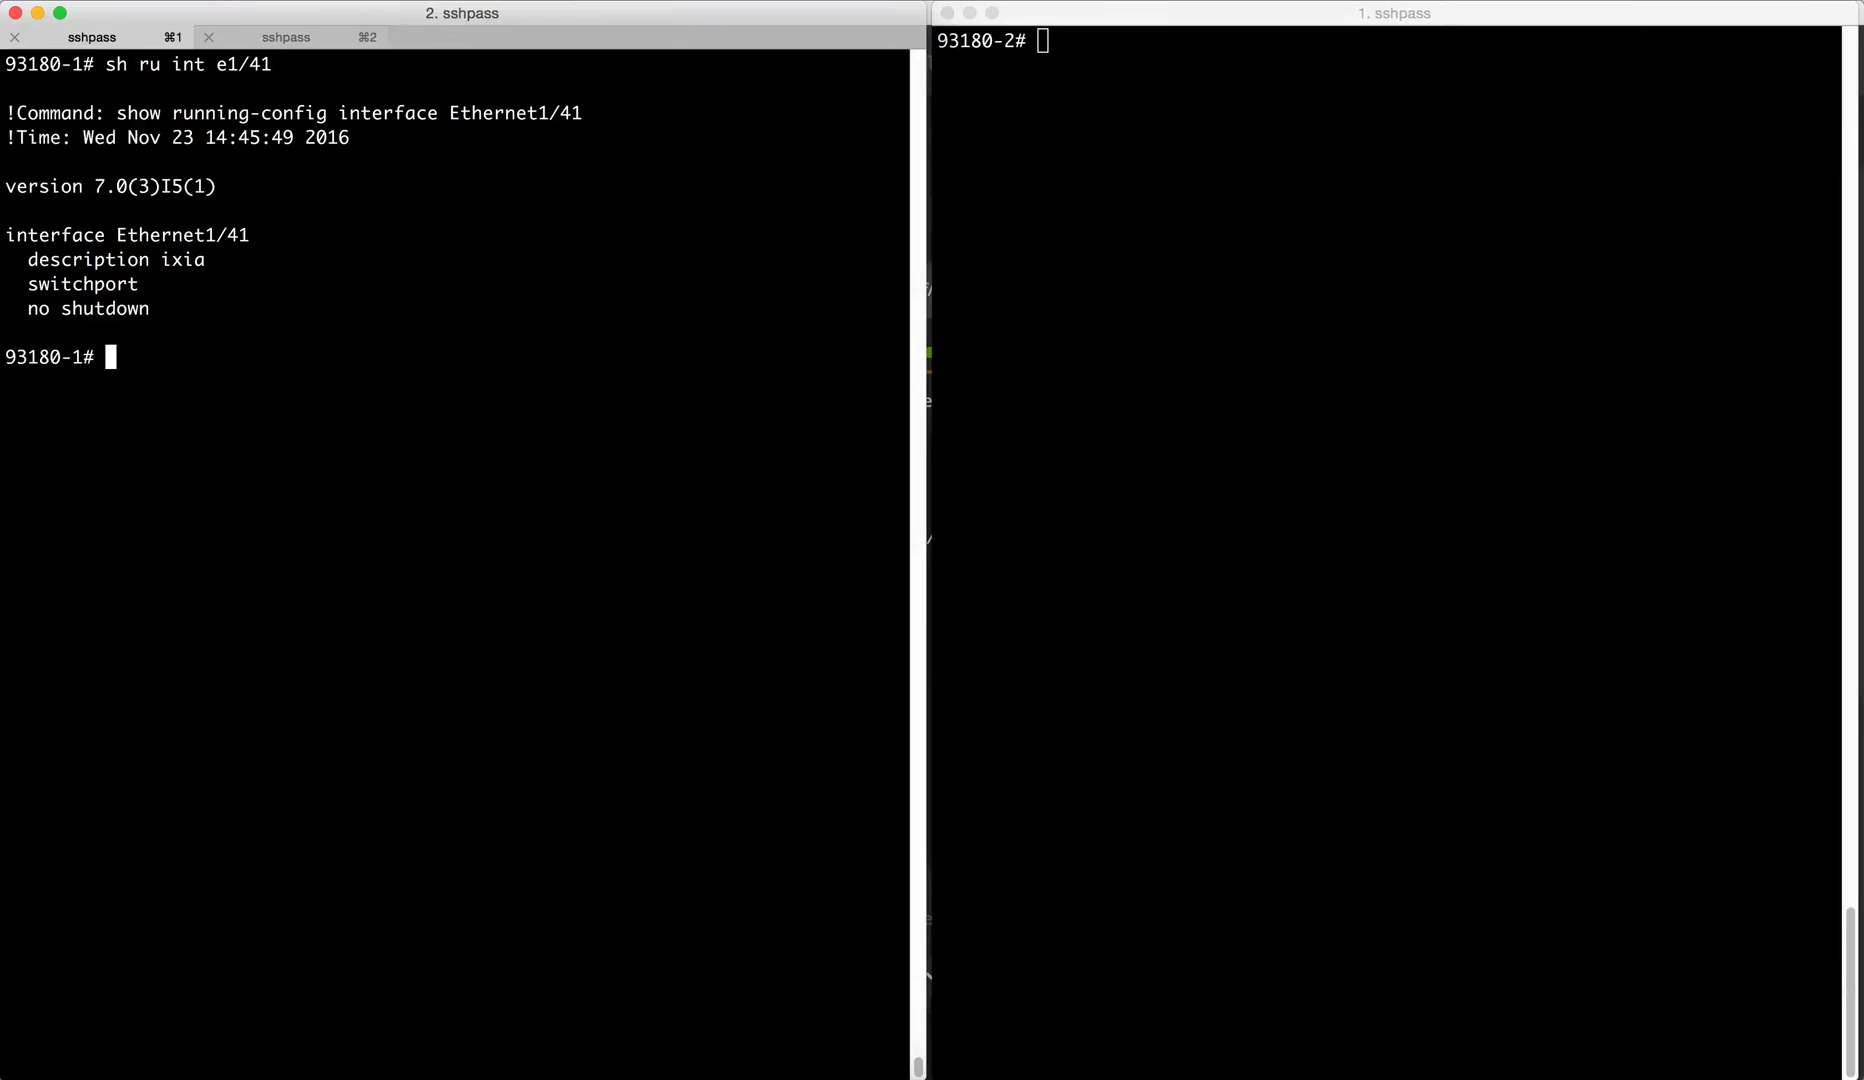 2. sshpass
sshpass ⌘1 sshpass ⌘2
93180-1# sh ru int e1/41
!Command: show running-config interface Ethernet1/41
!Time: Wed Nov 23 14:45:49 2016
version 7.0(3)I5(1)
interface Ethernet1/41
description ixia
switchport
no shutdown
93180-1#
1. sshpass
93180-2#